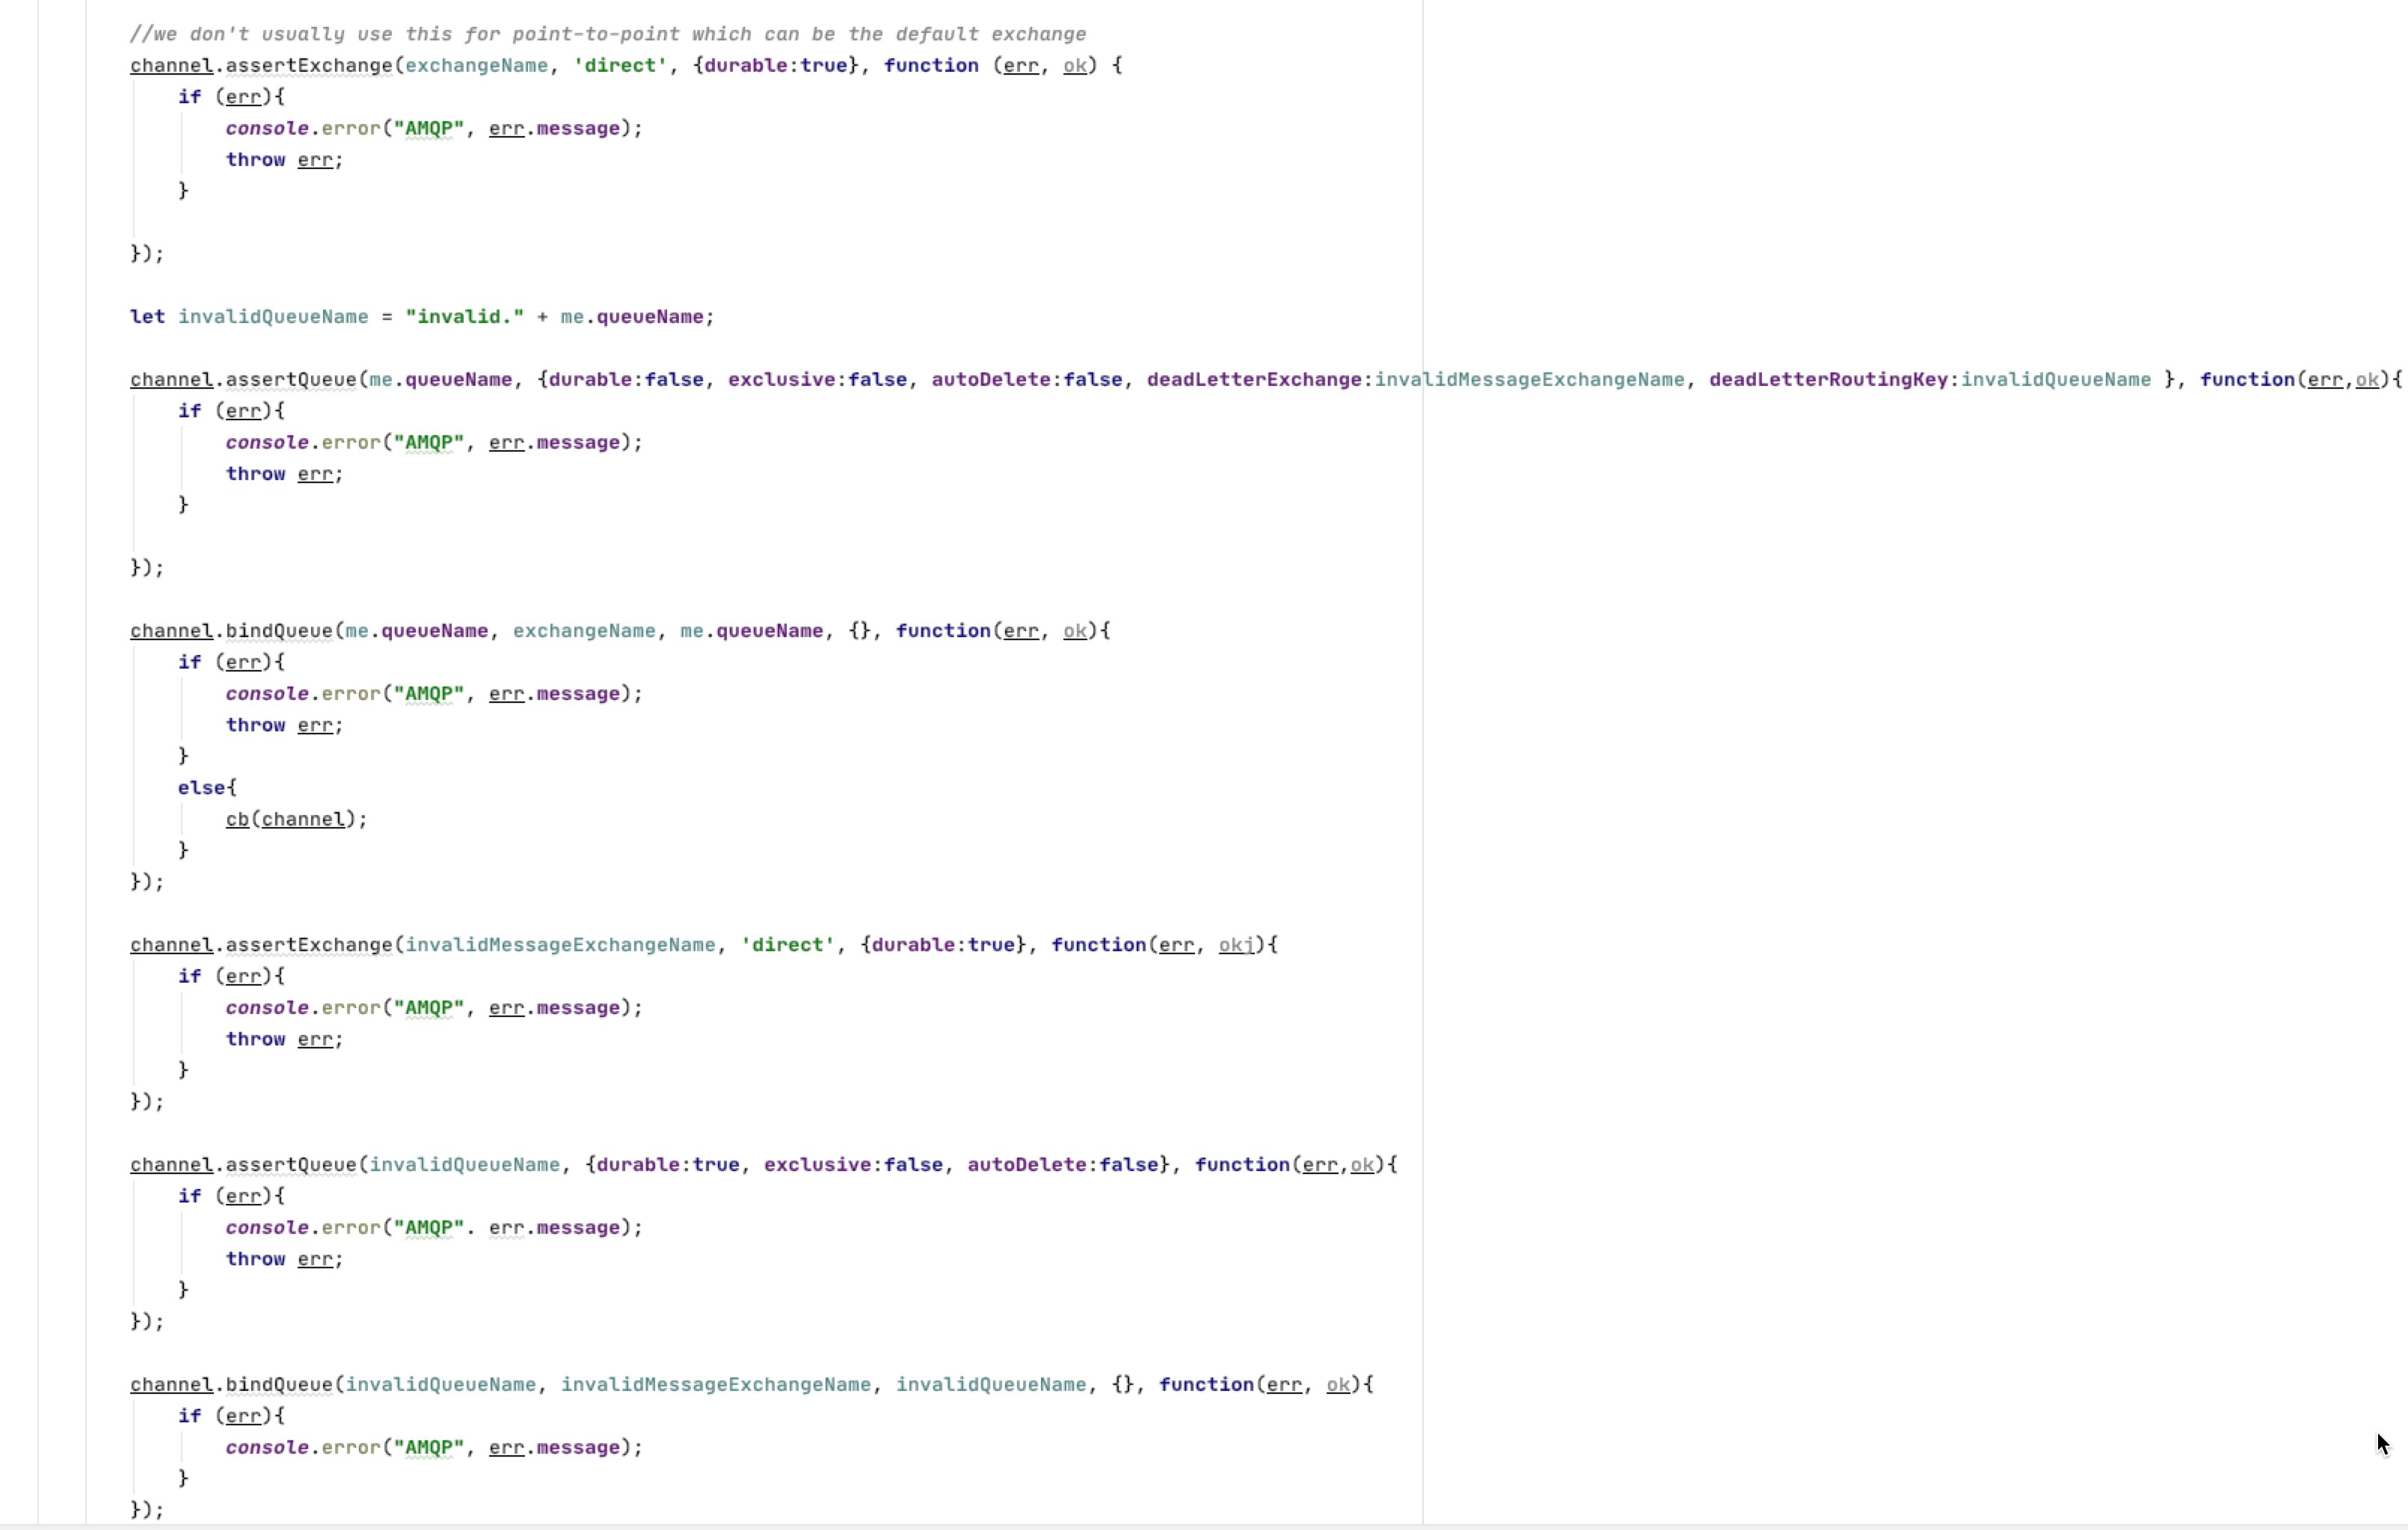 //we don't usually use this for point-to-point which can be the default exchange
channel.assertExchange(exchangeName, 'direct', {durable:true}, function (err, ok) {
    if (err){
        console.error("AMQP", err.message);
        throw err;
    }

});

let invalidQueueName = "invalid." + me.queueName;

channel.assertQueue(me.queueName, {durable:false, exclusive:false, autoDelete:false, deadLetterExchange:invalidMessageExchangeName, deadLetterRoutingKey:invalidQueueName }, function(err,ok){
    if (err){
        console.error("AMQP", err.message);
        throw err;
    }

});

channel.bindQueue(me.queueName, exchangeName, me.queueName, {}, function(err, ok){
    if (err){
        console.error("AMQP", err.message);
        throw err;
    }
    else{
        cb(channel);
    }
});

channel.assertExchange(invalidMessageExchangeName, 'direct', {durable:true}, function(err, okj){
    if (err){
        console.error("AMQP", err.message);
        throw err;
    }
});

channel.assertQueue(invalidQueueName, {durable:true, exclusive:false, autoDelete:false}, function(err,ok){
    if (err){
        console.error("AMQP". err.message);
        throw err;
    }
});

channel.bindQueue(invalidQueueName, invalidMessageExchangeName, invalidQueueName, {}, function(err, ok){
    if (err){
        console.error("AMQP", err.message);
    }
});